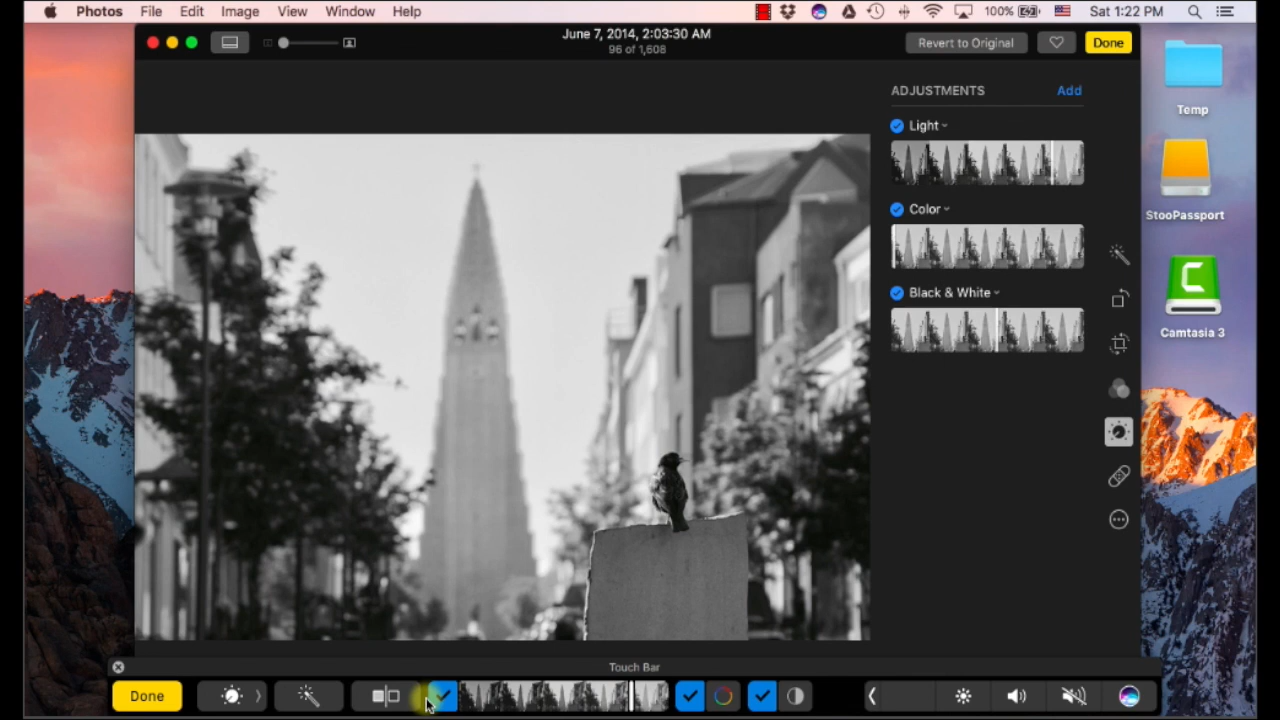 Photos File Edit Image View Window Help 100% Sat 1:22 PM
June 7, 2014, 2:03:30 AM
96 of 1,608
Revert to Original
Done
ADJUSTMENTS Add
Light
Color
Black & White
Temp
StooPassport
C
Camtasia 3
Touch Bar
Done